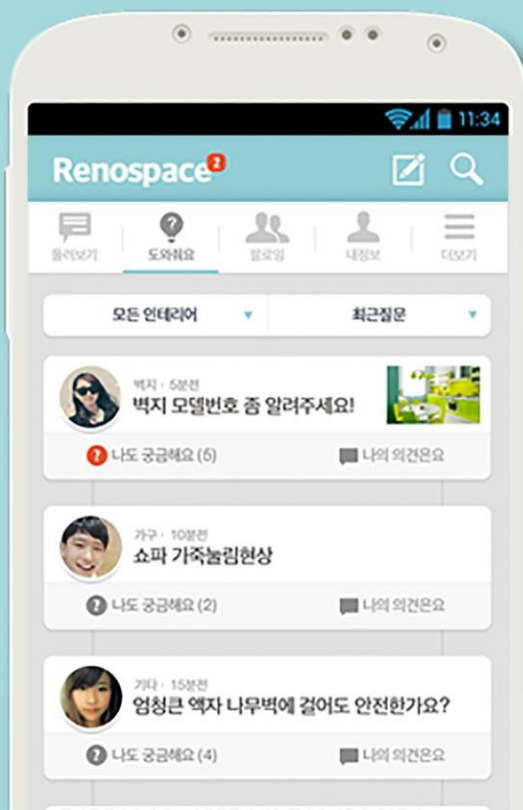 11:34
Renospace 2
둘러보기 도와줘요 팔로잉 내정보 더보기
모든 인테리어 최근질문
벽지 · 5분전
벽지 모델번호 좀 알려주세요!
? 나도 궁금해요 (5) 나의 의견은요
가구 · 10분전
쇼파 가죽눌림현상
? 나도 궁금해요 (2) 나의 의견은요
기타 · 15분전
엄청큰 액자 나무벽에 걸어도 안전한가요?
? 나도 궁금해요 (4) 나의 의견은요